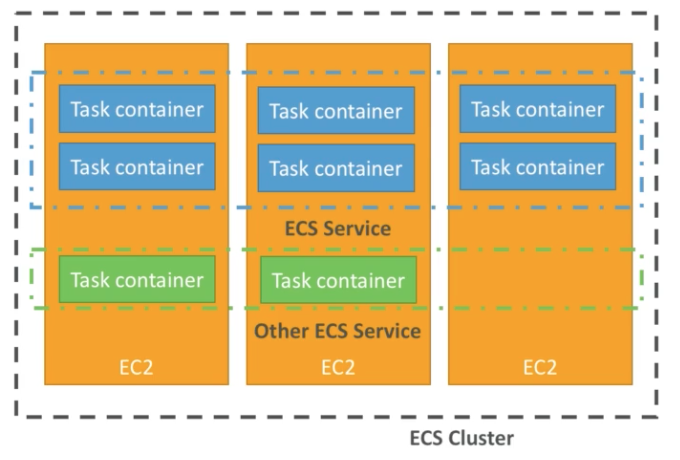 Task container Task container Task container
Task container Task container Task container
ECS Service
Task container Task container
Other ECS Service
EC2 EC2 EC2
ECS Cluster